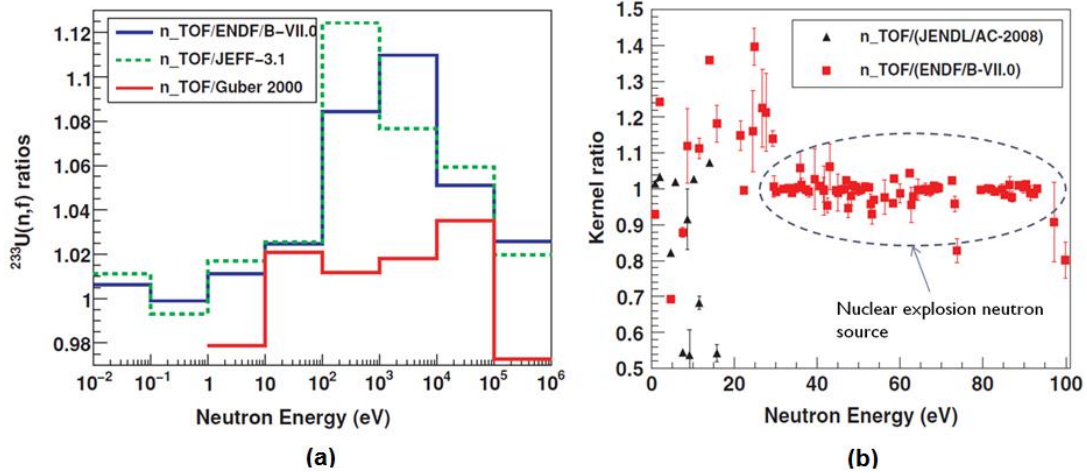 n_TOF/ENDF/B-VII.0
n_TOF/JEFF-3.1
n_TOF/Guber 2000
²³³U(n,f) ratios
1.12
1.1
1.08
1.06
1.04
1.02
1
0.98
10⁻² 10⁻¹ 1 10 10² 10³ 10⁴ 10⁵ 10⁶
Neutron Energy (eV)
(a)
n_TOF/(JENDL/AC-2008)
n_TOF/(ENDF/B-VII.0)
Kernel ratio
1.5
1.4
1.3
1.2
1.1
1
0.9
0.8
0.7
0.6
0.5
Nuclear explosion neutron
source
0 20 40 60 80 100
Neutron Energy (eV)
(b)